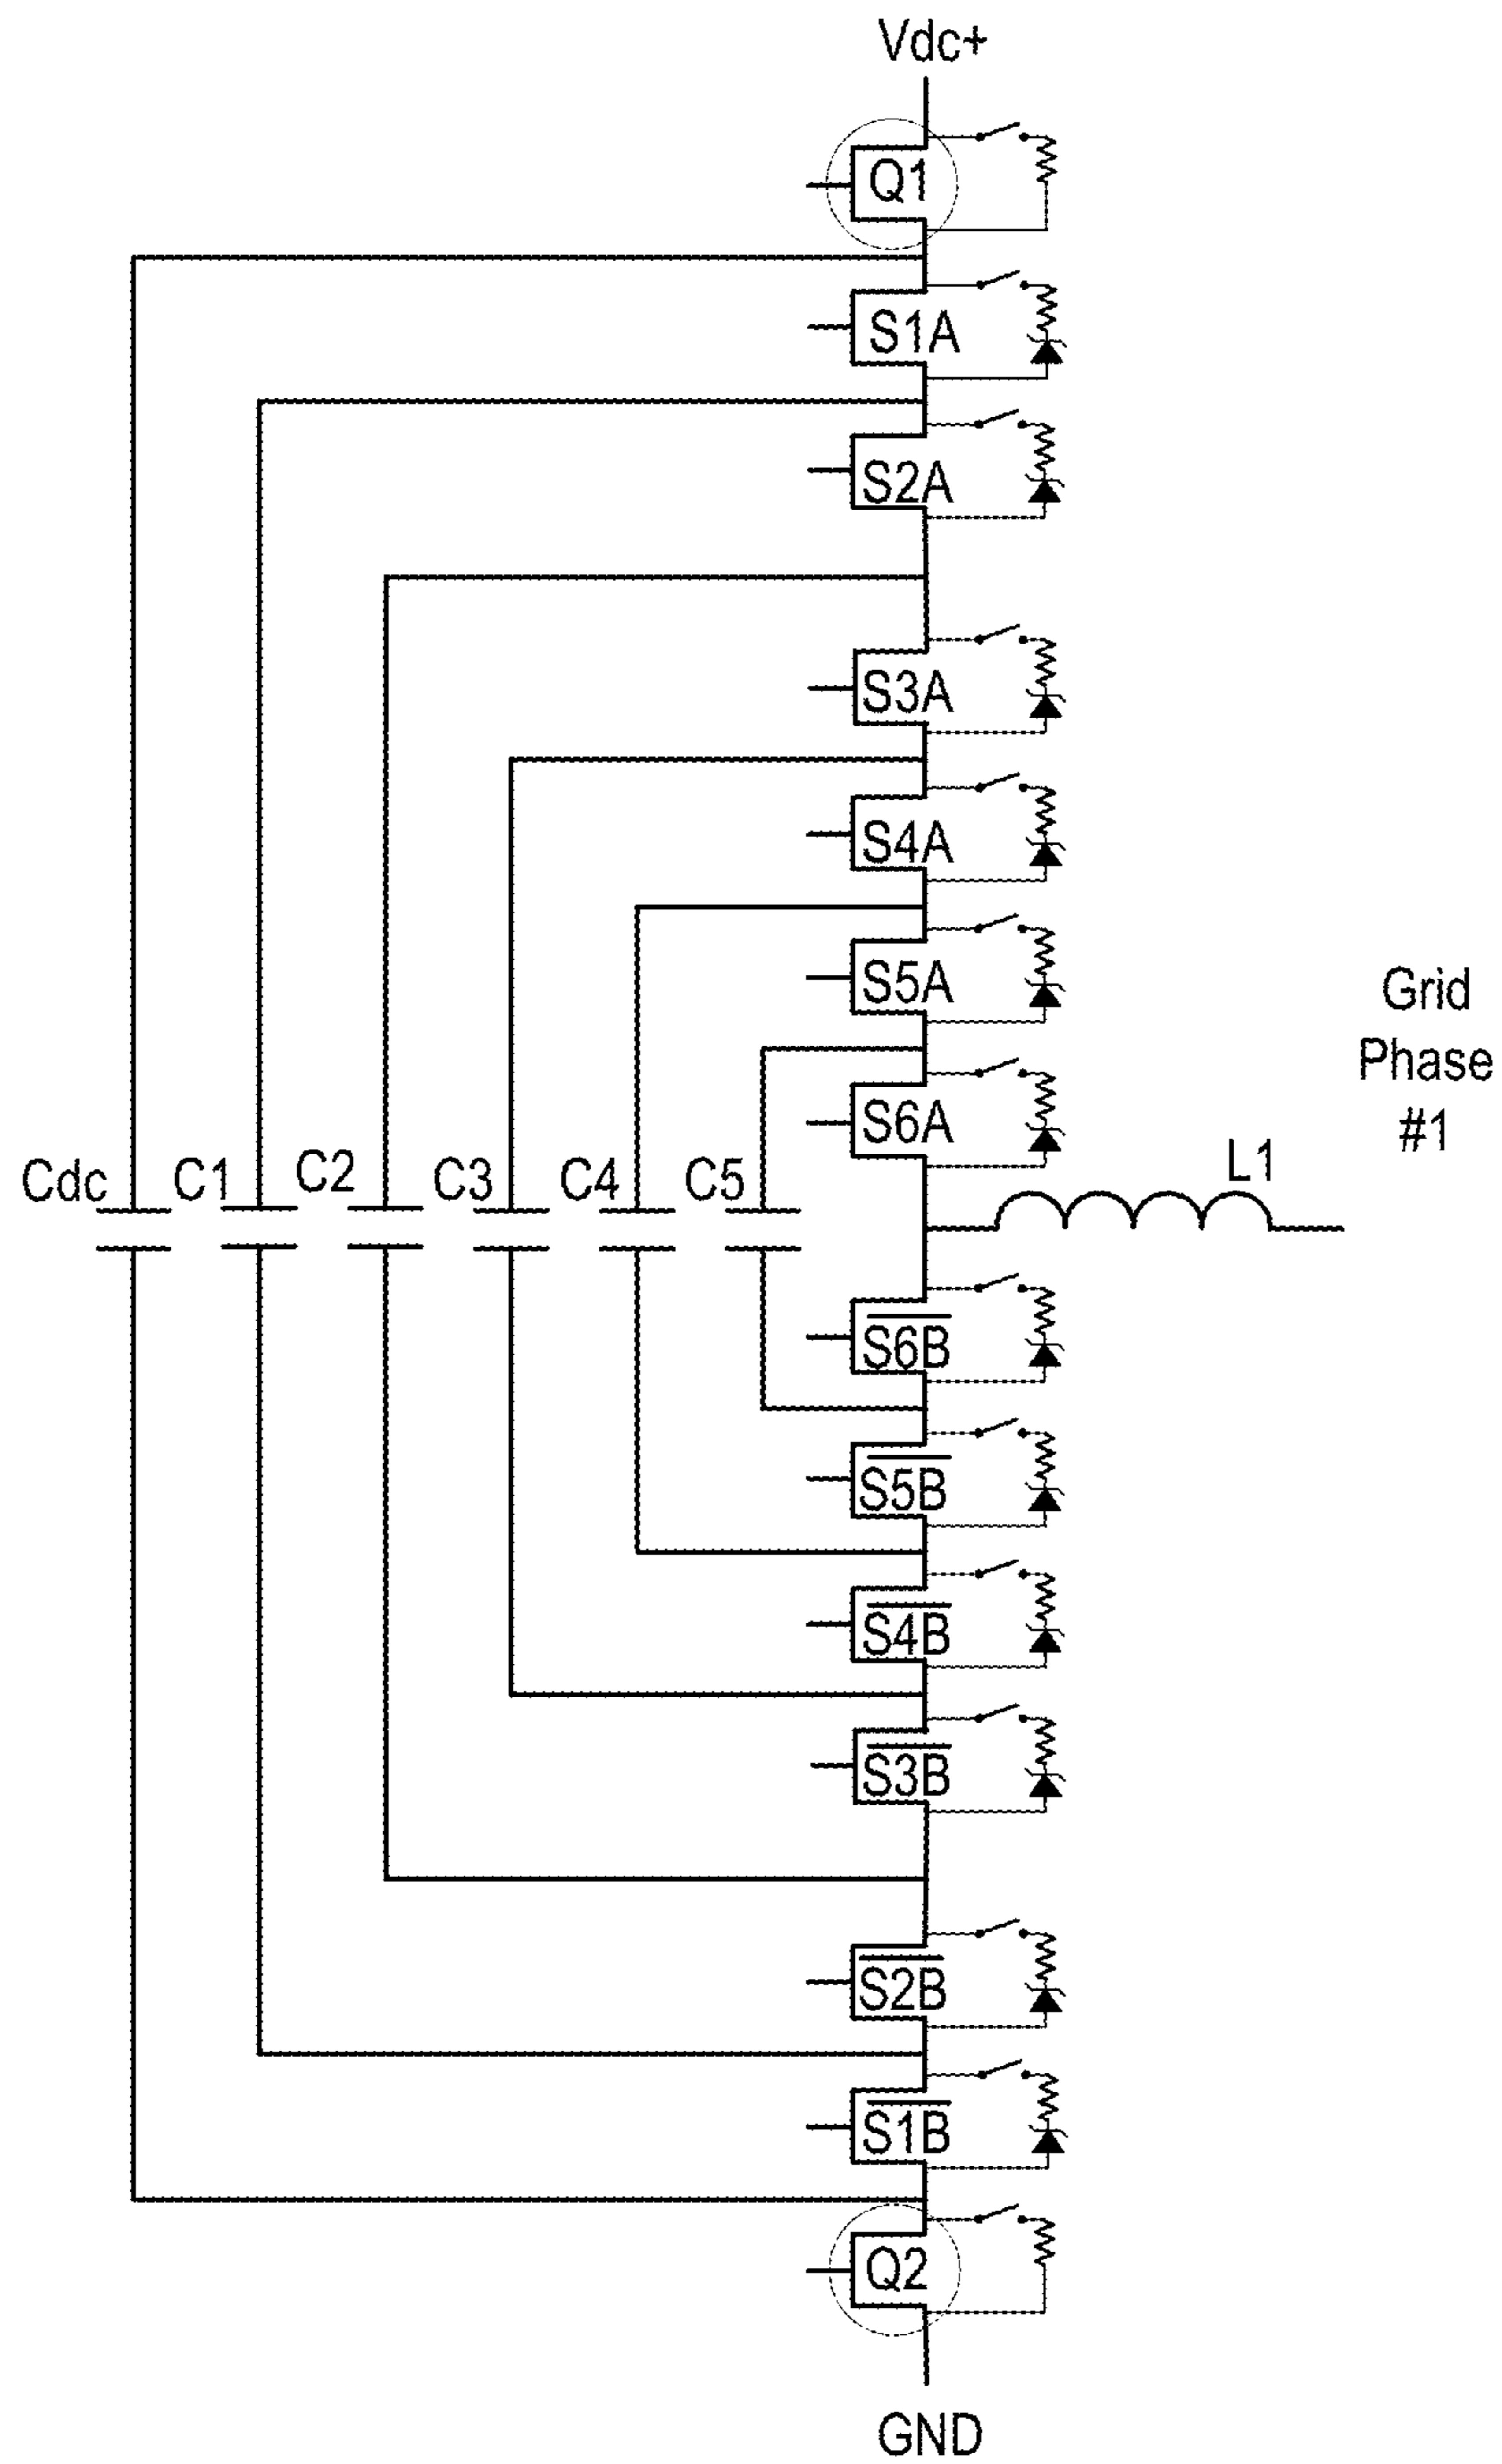 Vdc+
Q1
S1A
S2A
S3A
S4A
S5A
Grid
Phase
#1
S6A
Cdc
C1
C2
C3
C4
C5
L1
S6B
S5B
S4B
S3B
S2B
S1B
Q2
GND